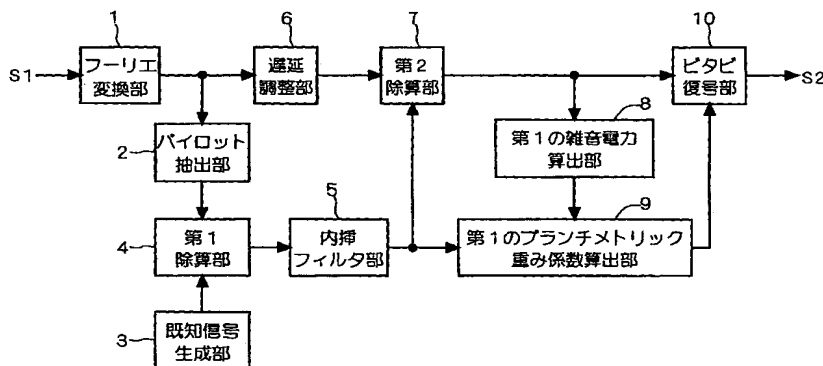 1
6
7
10
S1
フーリエ
変換部
遅延
調整部
第2
除算部
ビタビ
復号部
S2
2
パイロット
抽出部
8
第1の雑音電力
算出部
4
第1
除算部
5
内挿
フィルタ部
9
第1のブランチメトリック
重み係数算出部
3
既知信号
生成部